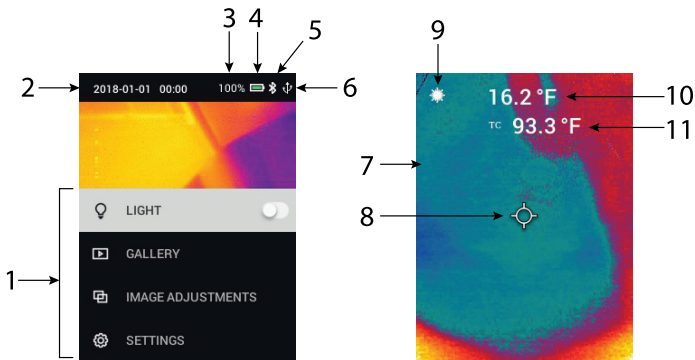 3 4 5 9
2 2018-01-01 00:00 100% 6
16.2 °F 10
TC 93.3 °F 11
7
1 LIGHT 8
GALLERY
IMAGE ADJUSTMENTS
SETTINGS